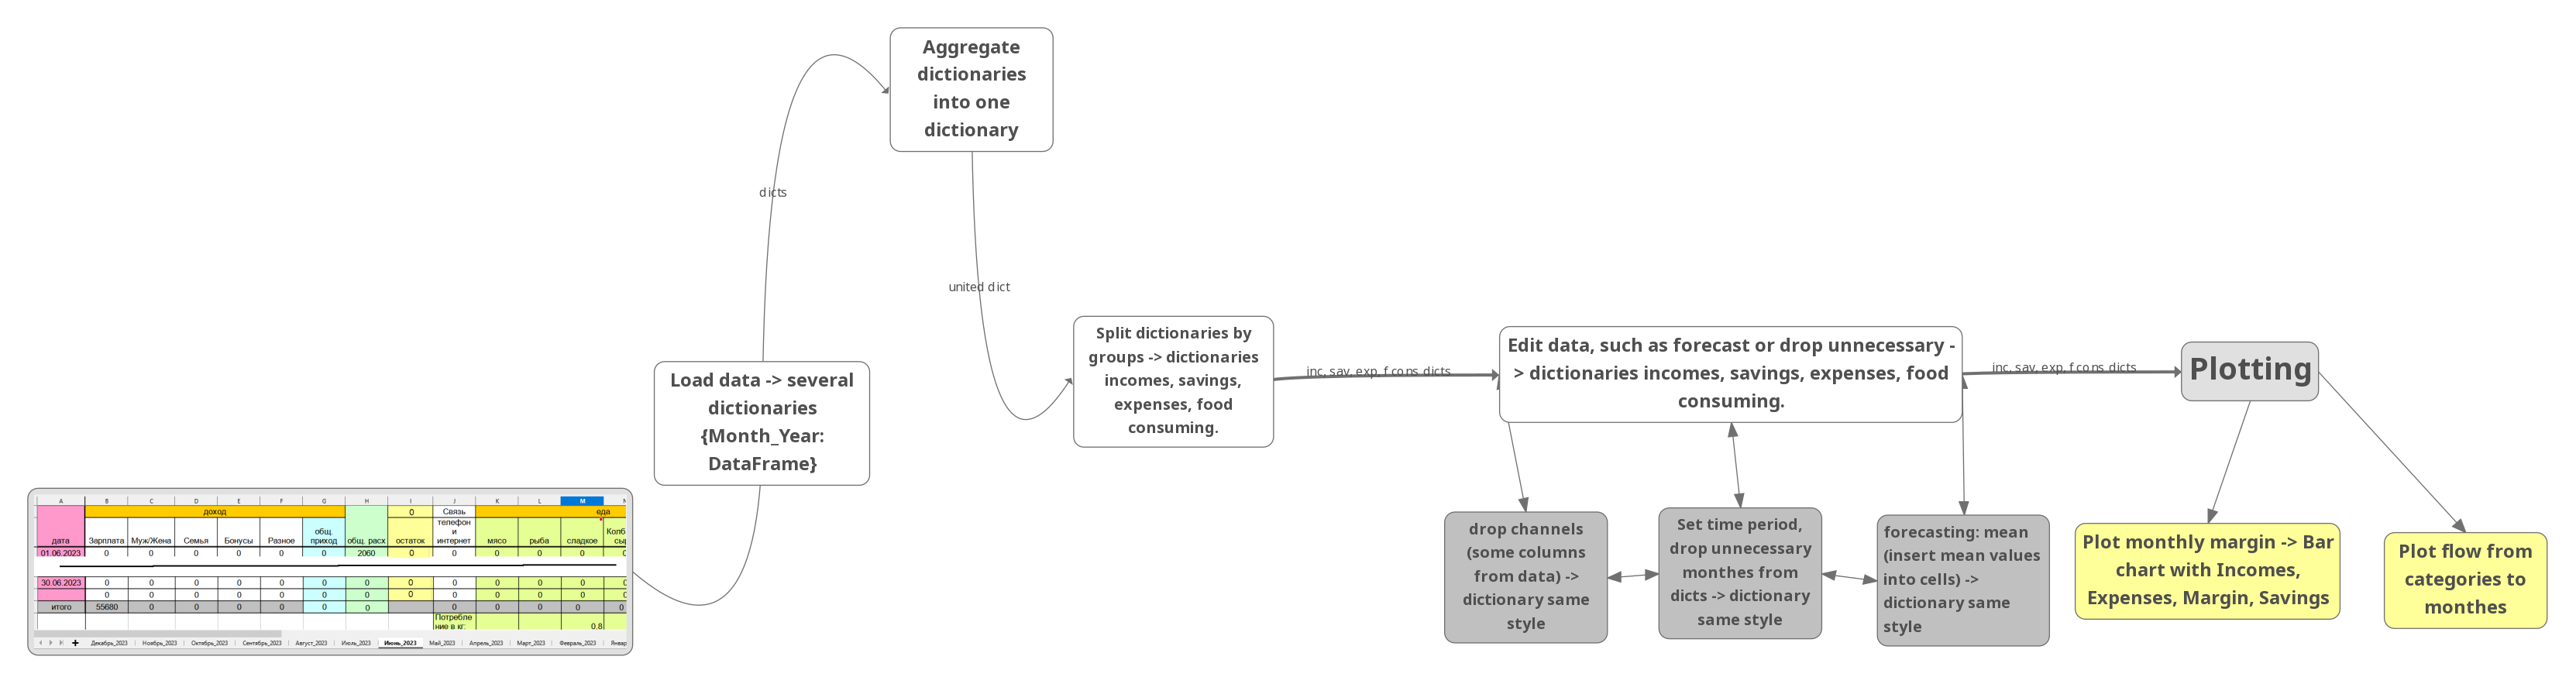 Aggregate
dictionaries
into one
dictionary
dicts
united dict
Split dictionaries by
groups -> dictionaries
incomes, savings,
expenses, food
consuming.
inc, sav, exp, f cons dicts
Edit data, such as forecast or drop unnecessary -
> dictionaries incomes, savings, expenses, food
consuming.
inc, sav, exp, f cons dicts
Plotting
Load data -> several
dictionaries
{Month_Year:
DataFrame}
drop channels
(some columns
from data) ->
dictionary same
style
Set time period,
drop unnecessary
monthes from
dicts -> dictionary
same style
forecasting: mean
(insert mean values
into cells) ->
dictionary same
style
Plot monthly margin -> Bar
chart with Incomes,
Expenses, Margin, Savings
Plot flow from
categories to
monthes
A B C D E F G H I J K L M N
доход 0 Связь еда
дата Зарплата Муж/Жена Семья Бонусы Разное общ. приход общ. расх остаток телефон и интернет мясо рыба сладкое Колб сыр
01.06.2023 0 0 0 0 0 0 2060 0 0 0 0 0 0
30.06.2023 0 0 0 0 0 0 0 0 0 0 0 0 0
0 0 0 0 0 0 0 0 0 0 0 0 0
итого 55680 0 0 0 0 0 0 0 0 0 0 0
Потребле
ние в кг: 0.8
Декабрь_2023 Ноябрь_2023 Октябрь_2023 Сентябрь_2023 Август_2023 Июль_2023 Июнь_2023 Май_2023 Апрель_2023 Март_2023 Февраль_2023 Январ